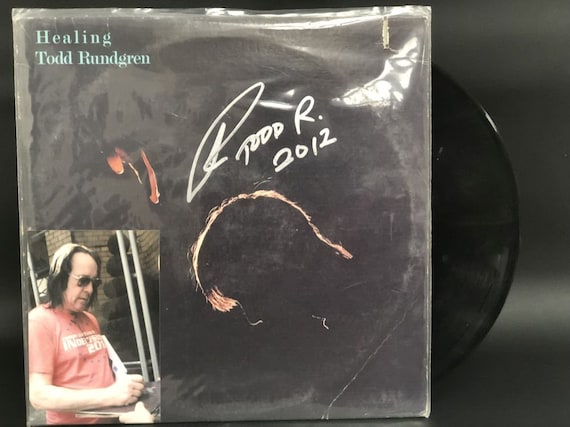 Healing
Todd Rundgren
TODD R.
2012